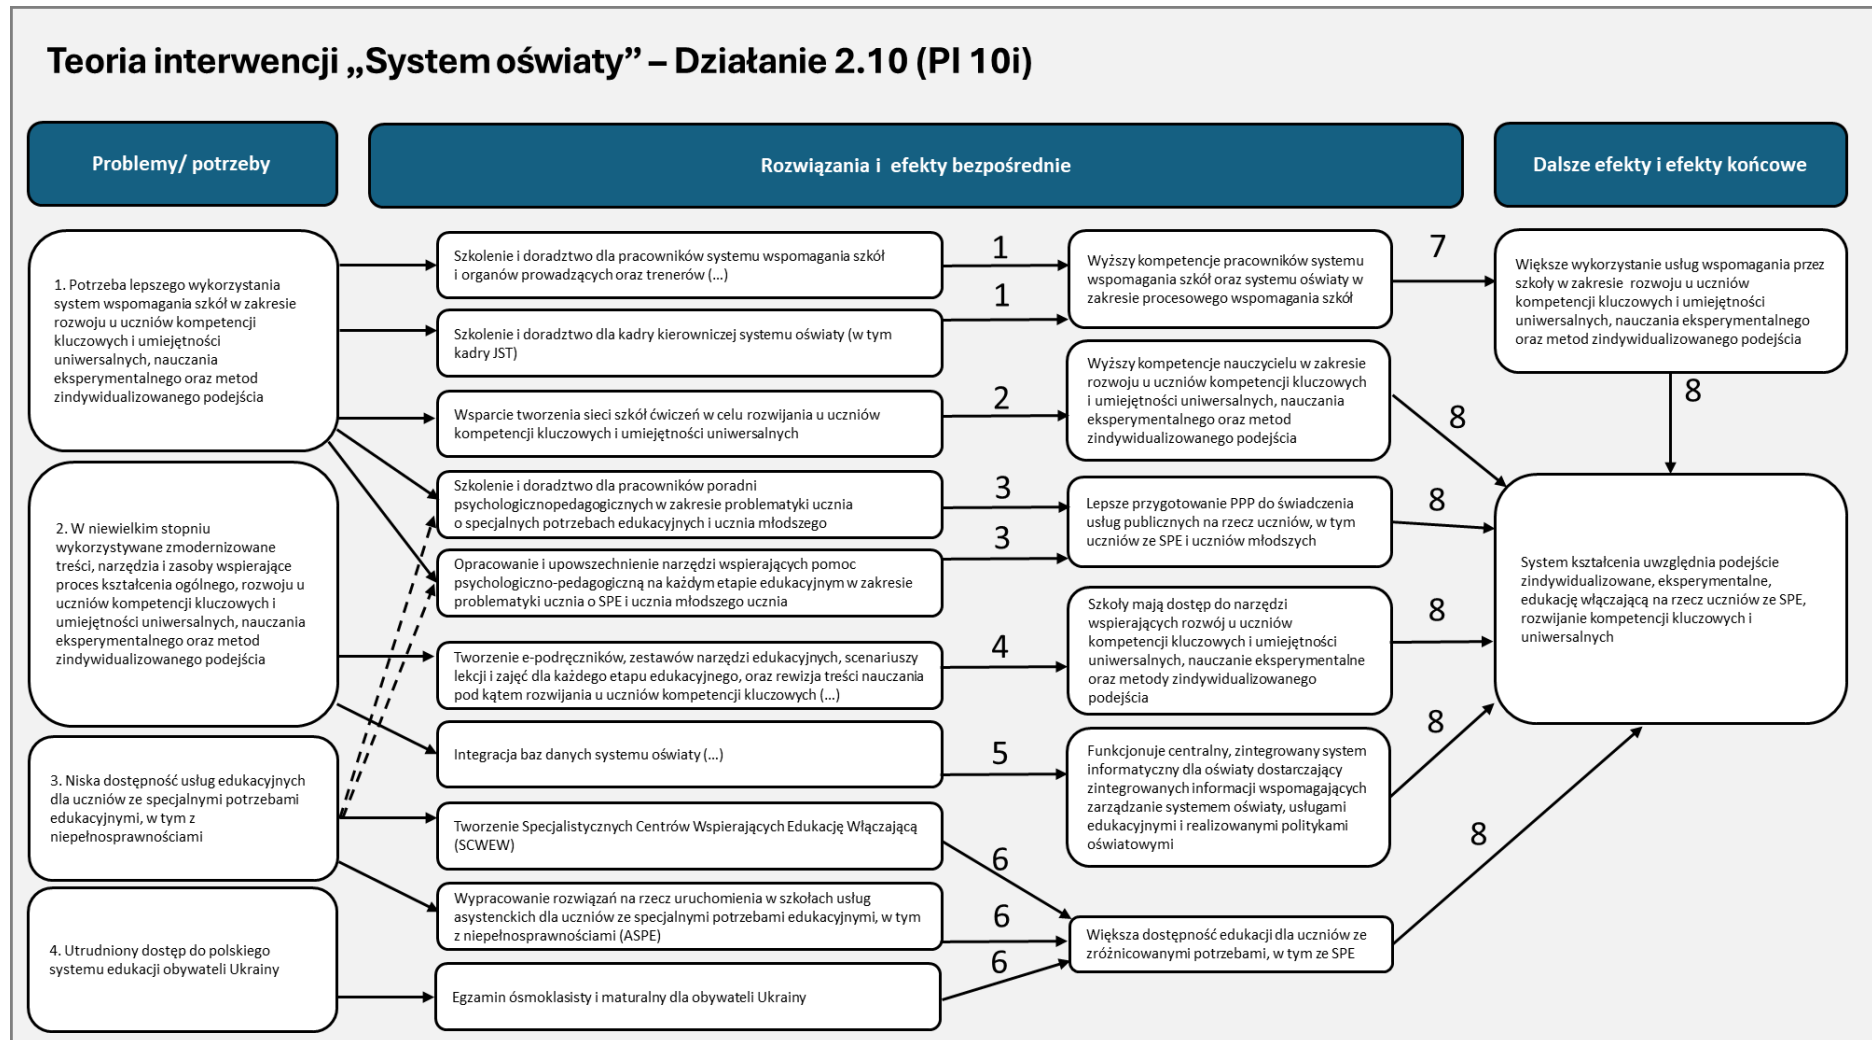 Teoria interwencji „System oświaty” – Działanie 2.10 (PI 10i)
Problemy/ potrzeby
Rozwiązania i efekty bezpośrednie
Dalsze efekty i efekty końcowe
1. Potrzeba lepszego wykorzystania
system wspomagania szkół w zakresie
rozwoju u uczniów kompetencji
kluczowych i umiejętności
uniwersalnych, nauczania
eksperymentalnego oraz metod
zindywidualizowanego podejścia
2. W niewielkim stopniu
wykorzystywane zmodernizowane
treści, narzędzia i zasoby wspierające
proces kształcenia ogólnego, rozwoju u
uczniów kompetencji kluczowych i
umiejętności uniwersalnych, nauczania
eksperymentalnego oraz metod
zindywidualizowanego podejścia
3. Niska dostępność usług edukacyjnych
dla uczniów ze specjalnymi potrzebami
edukacyjnymi, w tym z
niepełnosprawnościami
4. Utrudniony dostęp do polskiego
systemu edukacji obywateli Ukrainy
Szkolenie i doradztwo dla pracowników systemu wspomagania szkół
i organów prowadzących oraz trenerów (…)
Szkolenie i doradztwo dla kadry kierowniczej systemu oświaty (w tym
kadry JST)
Wsparcie tworzenia sieci szkół ćwiczeń w celu rozwijania u uczniów
kompetencji kluczowych i umiejętności uniwersalnych
Szkolenie i doradztwo dla pracowników poradni
psychologicznopedagogicznych w zakresie problematyki ucznia
o specjalnych potrzebach edukacyjnych i ucznia młodszego
Opracowanie i upowszechnienie narzędzi wspierających pomoc
psychologiczno-pedagogiczną na każdym etapie edukacyjnym w zakresie
problematyki ucznia o SPE i ucznia młodszego ucznia
Tworzenie e-podręczników, zestawów narzędzi edukacyjnych, scenariuszy
lekcji i zajęć dla każdego etapu edukacyjnego, oraz rewizja treści nauczania
pod kątem rozwijania u uczniów kompetencji kluczowych (…)
Integracja baz danych systemu oświaty (…)
Tworzenie Specjalistycznych Centrów Wspierających Edukację Włączającą
(SCWEW)
Wypracowanie rozwiązań na rzecz uruchomienia w szkołach usług
asystenckich dla uczniów ze specjalnymi potrzebami edukacyjnymi, w tym
z niepełnosprawnościami (ASPE)
Egzamin ósmoklasisty i maturalny dla obywateli Ukrainy
1
1
2
3
3
4
5
6
6
6
Wyższy kompetencje pracowników systemu
wspomagania szkół oraz systemu oświaty w
zakresie procesowego wspomagania szkół
Wyższy kompetencje nauczycielu w zakresie
rozwoju u uczniów kompetencji kluczowych
i umiejętności uniwersalnych, nauczania
eksperymentalnego oraz metod
zindywidualizowanego podejścia
Lepsze przygotowanie PPP do świadczenia
usług publicznych na rzecz uczniów, w tym
uczniów ze SPE i uczniów młodszych
Szkoły mają dostęp do narzędzi
wspierających rozwój u uczniów
kompetencji kluczowych i umiejętności
uniwersalnych, nauczanie eksperymentalne
oraz metody zindywidualizowanego
podejścia
Funkcjonuje centralny, zintegrowany system
informatyczny dla oświaty dostarczający
zintegrowanych informacji wspomagających
zarządzanie systemem oświaty, usługami
edukacyjnymi i realizowanymi politykami
oświatowymi
Większa dostępność edukacji dla uczniów ze
zróżnicowanymi potrzebami, w tym ze SPE
7
8
8
8
8
8
8
Większe wykorzystanie usług wspomagania przez
szkoły w zakresie rozwoju u uczniów
kompetencji kluczowych i umiejętności
uniwersalnych, nauczania eksperymentalnego
oraz metod zindywidualizowanego podejścia
System kształcenia uwzględnia podejście
zindywidualizowane, eksperymentalne,
edukację włączającą na rzecz uczniów ze SPE,
rozwijanie kompetencji kluczowych i
uniwersalnych